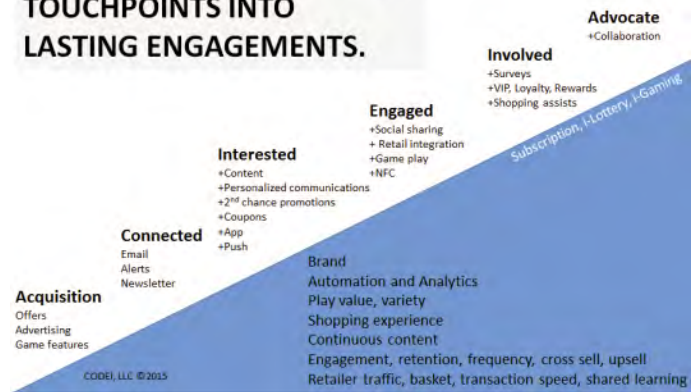 TOUCHPOINTS INTO
LASTING ENGAGEMENTS.
Advocate
+Collaboration
Involved
+Surveys
+VIP, Loyalty, Rewards
+Shopping assists
Engaged
+Social sharing
+ Retail integration
+Game play
+NFC
Interested
+Content
+Personalized communications
+2nd chance promotions
+Coupons
+App
+Push
Connected
Email
Alerts
Newsletter
Acquisition
Offers
Advertising
Game features
Subscription, i-Lottery, i-Gaming
Brand
Automation and Analytics
Play value, variety
Shopping experience
Continuous content
Engagement, retention, frequency, cross sell, upsell
Retailer traffic, basket, transaction speed, shared learning
CODEI, LLC ©2015